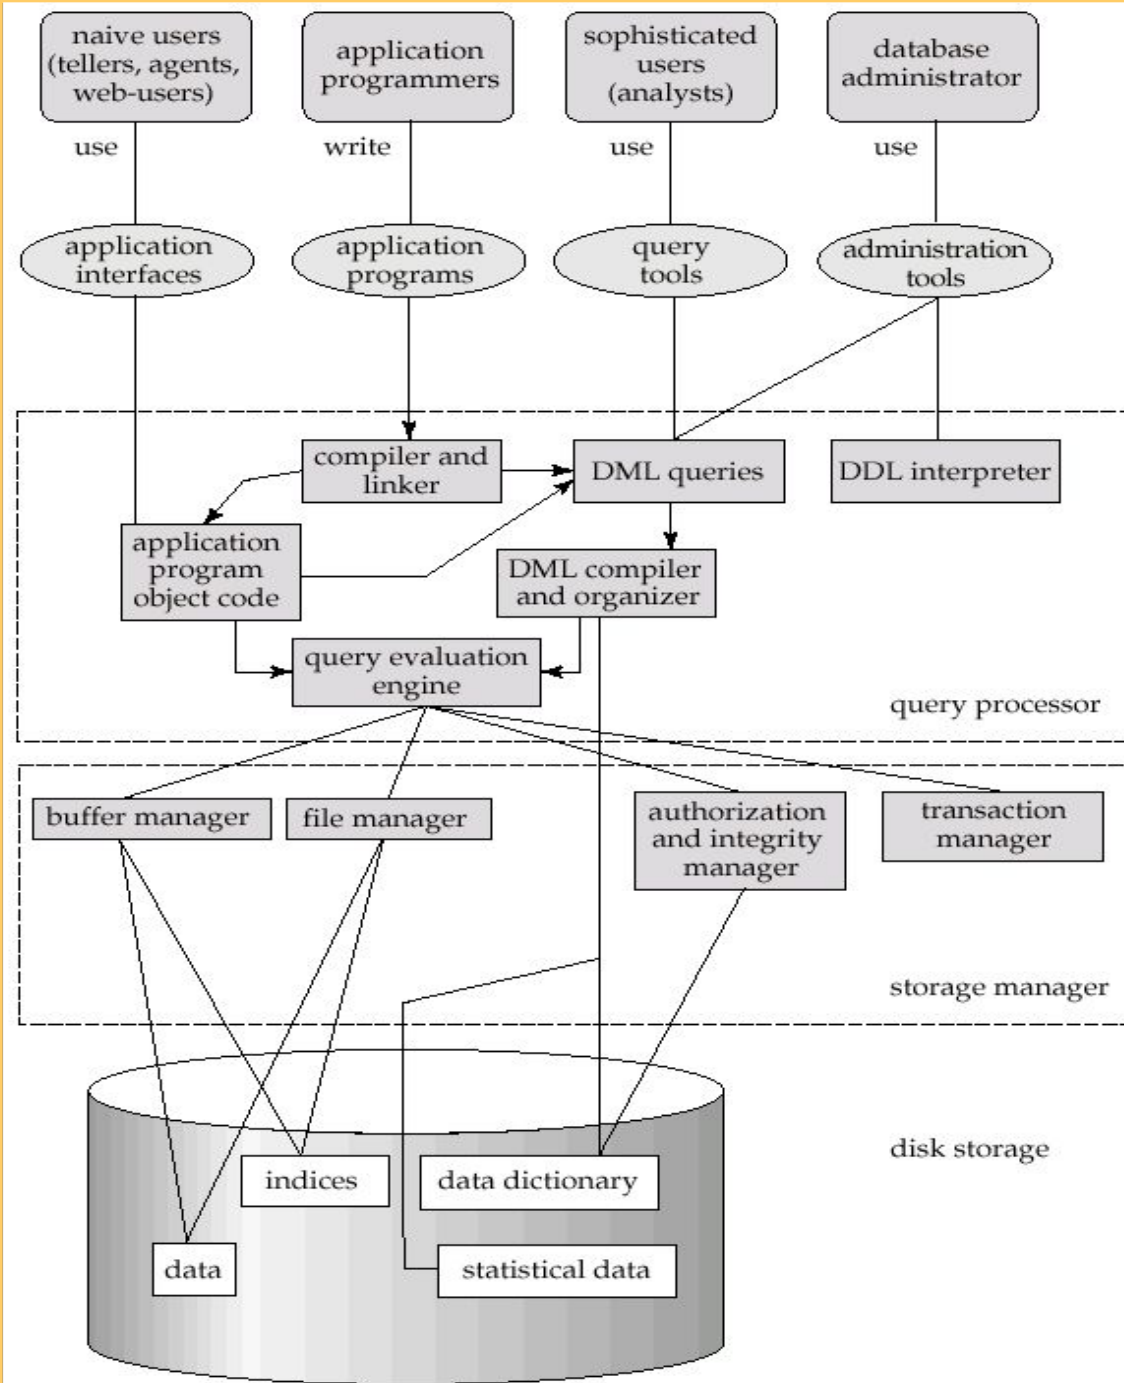 naive users
(tellers, agents,
web-users)
application
programmers
sophisticated
users
(analysts)
database
administrator
use
write
use
use
application
interfaces
application
programs
query
tools
administration
tools
compiler and
linker
DML queries
DDL interpreter
application
program
object code
DML compiler
and organizer
query evaluation
engine
query processor
buffer manager
file manager
authorization
and integrity
manager
transaction
manager
storage manager
disk storage
indices
data dictionary
data
statistical data